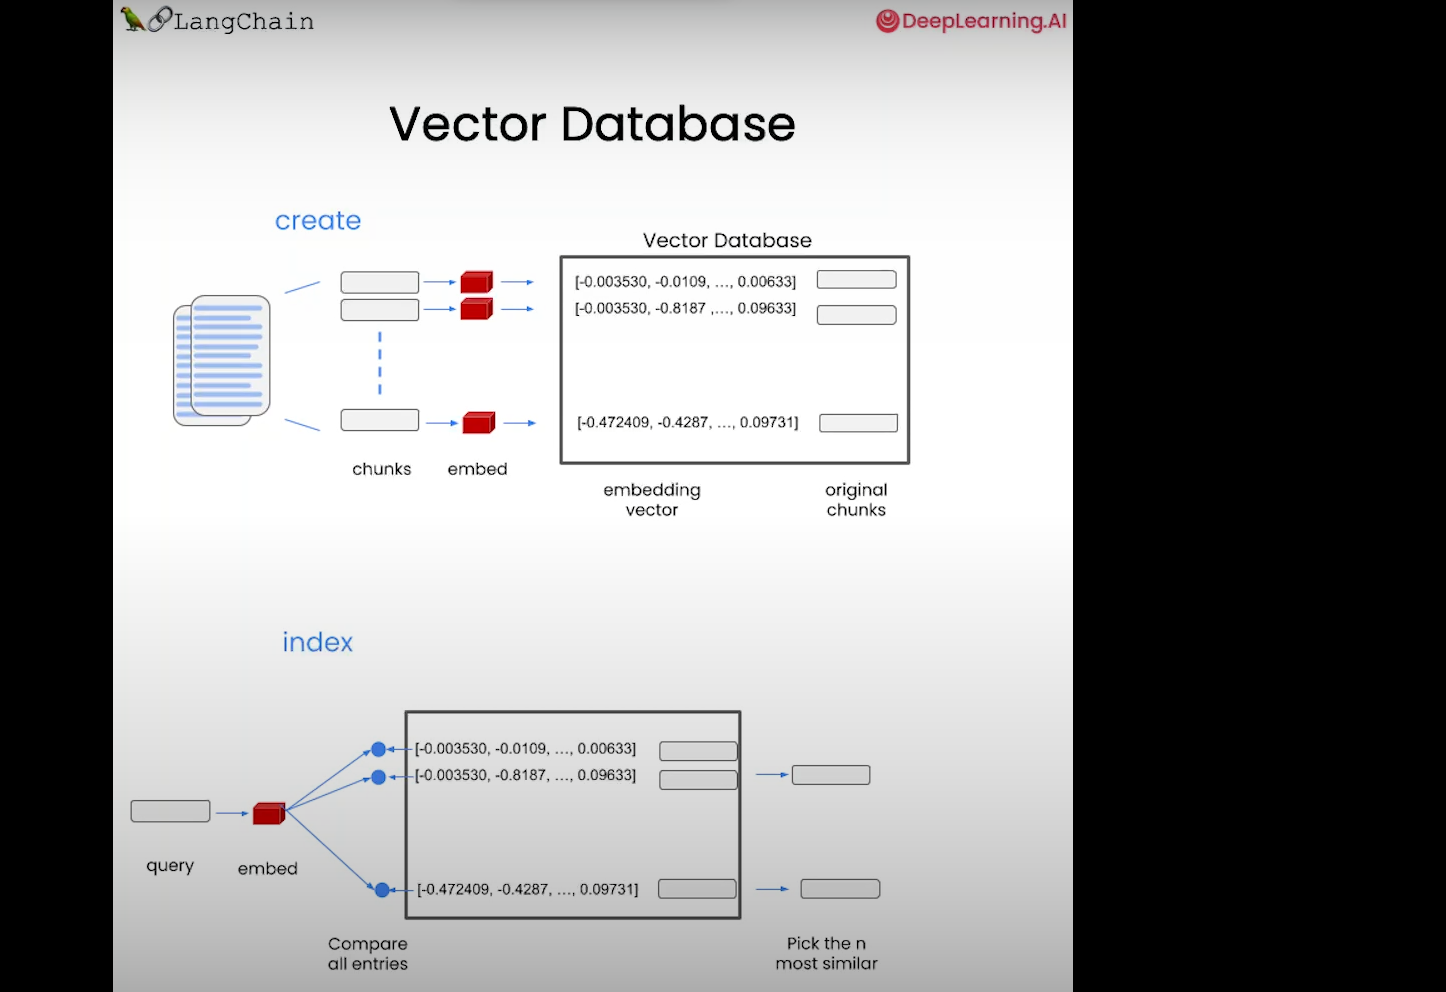 LangChain
DeepLearning.AI
Vector Database
create
Vector Database
[-0.003530, -0.0109, ..., 0.00633]
[-0.003530, -0.8187 ,..., 0.09633]
[-0.472409, -0.4287, ..., 0.09731]
chunks
embed
embedding
vector
original
chunks
index
[-0.003530, -0.0109, ..., 0.00633]
[-0.003530, -0.8187, ..., 0.09633]
[-0.472409, -0.4287, ..., 0.09731]
query
embed
Compare
all entries
Pick the n
most similar